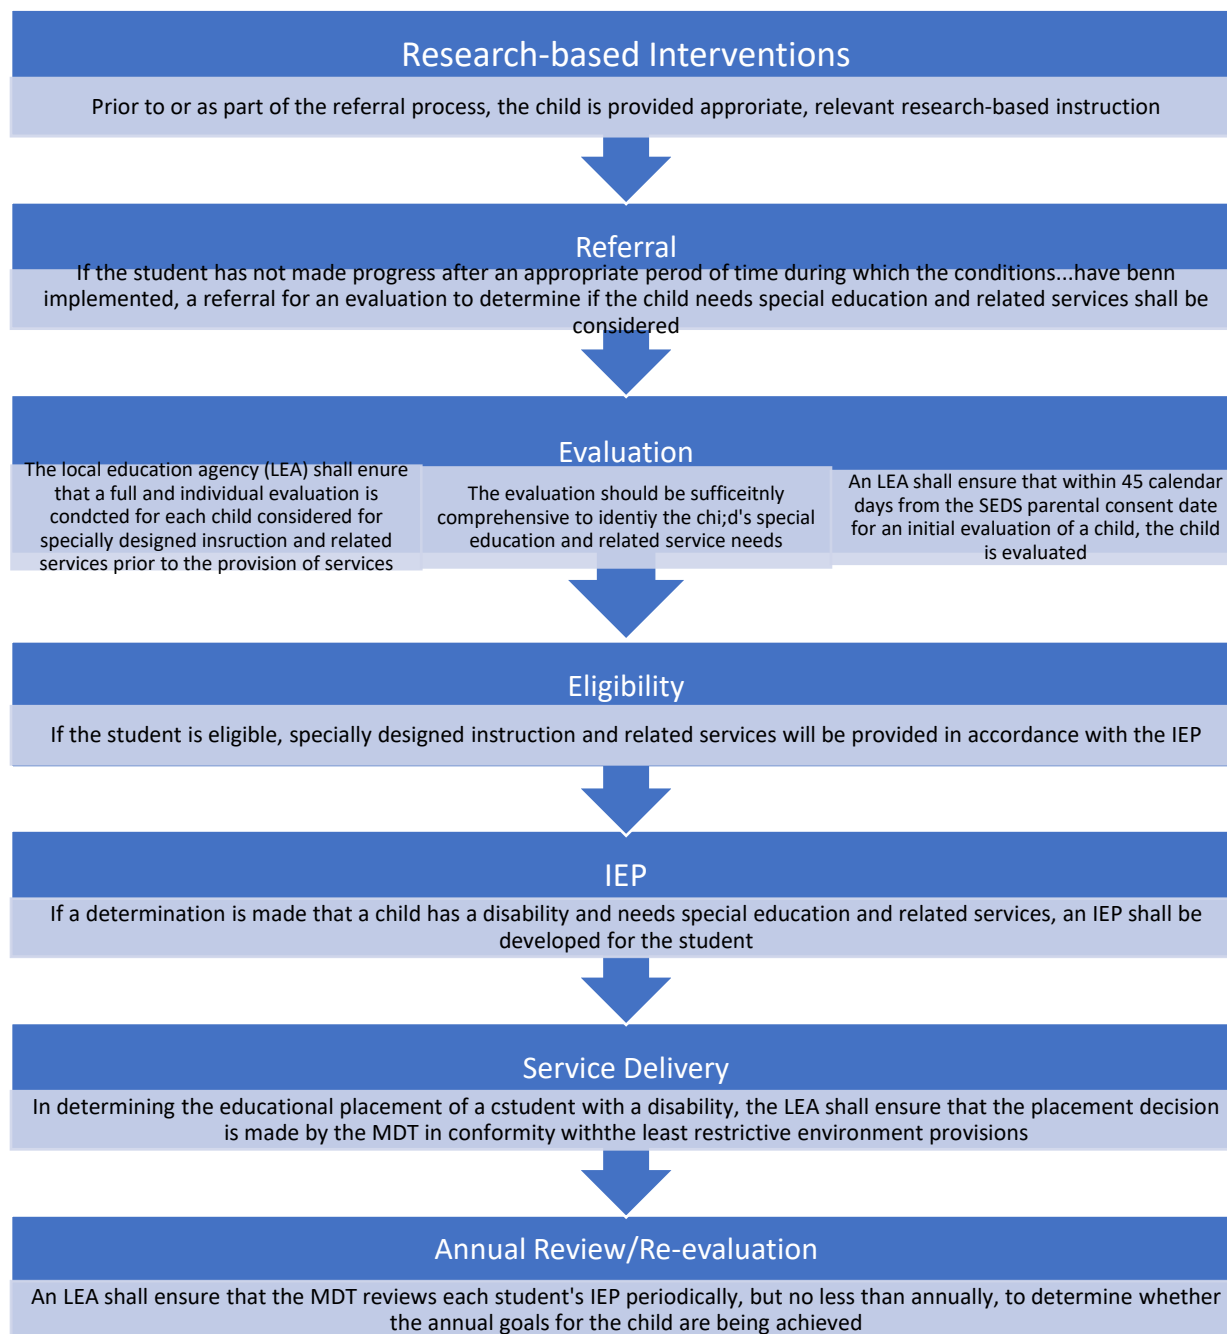 Research-based Interventions
Prior to or as part of the referral process, the child is provided approriate, relevant research-based instruction
Referral
If the student has not made progress after an appropriate perod of time during which the conditions...have benn
implemented, a referral for an evaluation to determine if the child needs special education and related services shall be
considered
Evaluation
The local education agency (LEA) shall enure
that a full and individual evaluation is
condcted for each child considered for
specially designed insruction and related
services prior to the provision of services
The evaluation should be sufficeitnly
comprehensive to identiy the chi;d's special
education and related service needs
An LEA shall ensure that within 45 calendar
days from the SEDS parental consent date
for an initial evaluation of a child, the child
is evaluated
Eligibility
If the student is eligible, specially designed instruction and related services will be provided in accordance with the IEP
IEP
If a determination is made that a child has a disability and needs special education and related services, an IEP shall be
developed for the student
Service Delivery
In determining the educational placement of a cstudent with a disability, the LEA shall ensure that the placement decision
is made by the MDT in conformity withthe least restrictive environment provisions
Annual Review/Re-evaluation
An LEA shall ensure that the MDT reviews each student's IEP periodically, but no less than annually, to determine whether
the annual goals for the child are being achieved